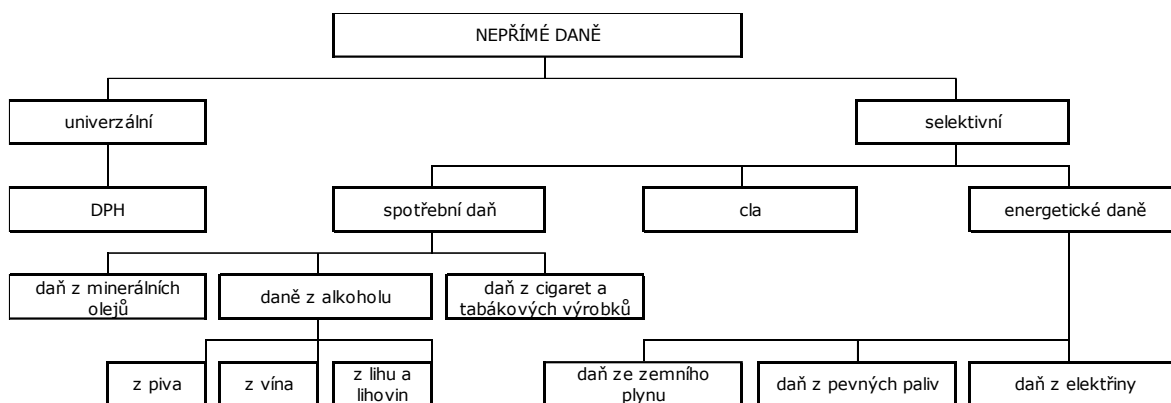 NEPŘÍMÉ DANĚ
univerzální
selektivní
DPH
spotřební daň
cla
energetické daně
daň z minerálních
olejů
daně z alkoholu
daň z cigaret a
tabákových výrobků
z piva
z vína
z lihu a
lihovin
daň ze zemního
plynu
daň z pevných paliv
daň z elektřiny